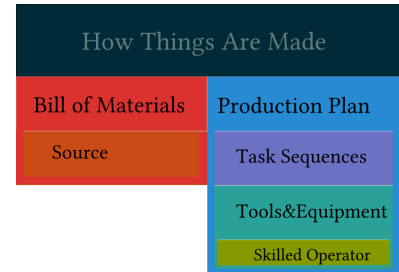 How Things Are Made
Bill of Materials
Source
Production Plan
Task Sequences
Tools&Equipment
Skilled Operator